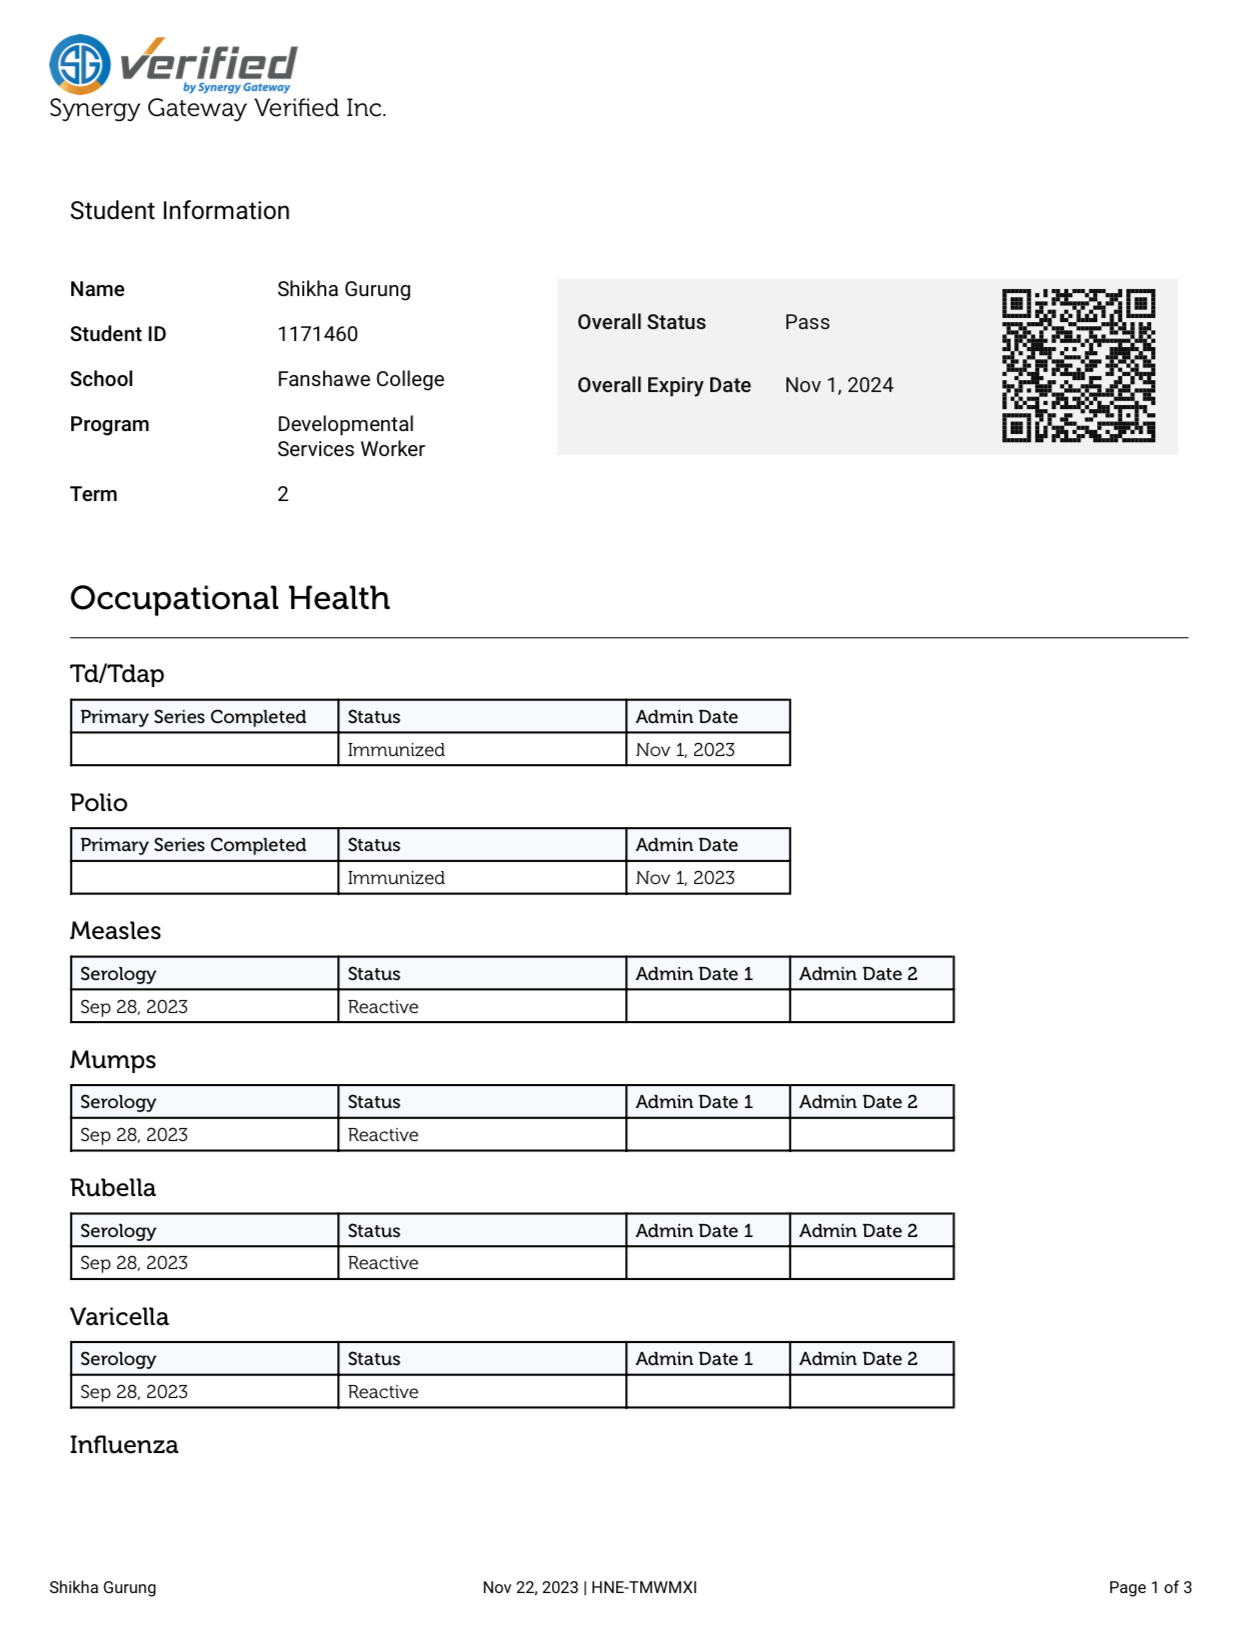 SG Verified
by Synergy Gateway
Synergy Gateway Verified Inc.
Student Information
Name Shikha Gurung
Student ID 1171460
School Fanshawe College
Program Developmental
Services Worker
Term 2
Overall Status Pass
Overall Expiry Date Nov 1, 2024
Occupational Health
Td/Tdap
Primary Series Completed Status Admin Date
Immunized Nov 1, 2023
Polio
Primary Series Completed Status Admin Date
Immunized Nov 1, 2023
Measles
Serology Status Admin Date 1 Admin Date 2
Sep 28, 2023 Reactive
Mumps
Serology Status Admin Date 1 Admin Date 2
Sep 28, 2023 Reactive
Rubella
Serology Status Admin Date 1 Admin Date 2
Sep 28, 2023 Reactive
Varicella
Serology Status Admin Date 1 Admin Date 2
Sep 28, 2023 Reactive
Influenza
Shikha Gurung Nov 22, 2023 | HNE-TMWMXI Page 1 of 3